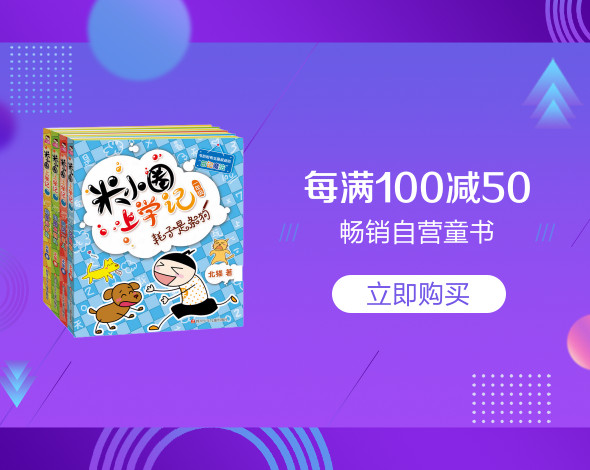 米小圈
上学记
耗子是条狗
北猫 著
每满100减50
畅销自营童书
立即购买